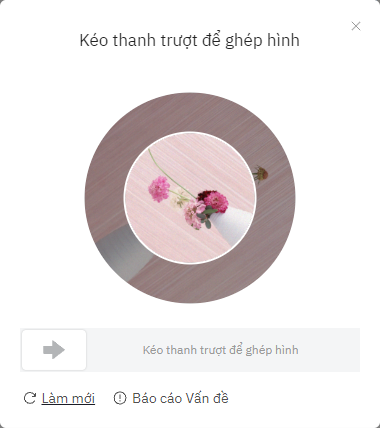 Kéo thanh trượt để ghép hình
Kéo thanh trượt để ghép hình
Làm mới
Báo cáo Vấn đề